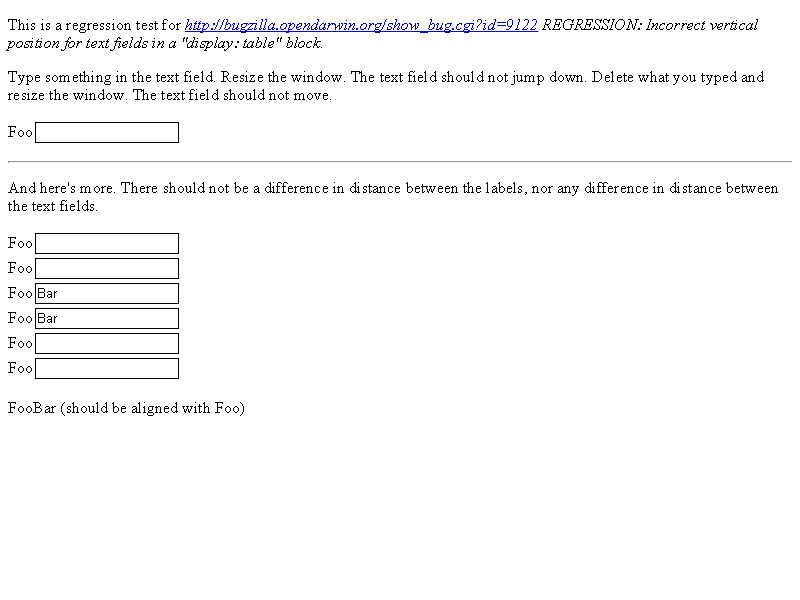 This is a regression test for http://bugzilla.opendarwin.org/show_bug.cgi?id=9122 REGRESSION: Incorrect vertical
position for text fields in a "display: table" block.
Type something in the text field. Resize the window. The text field should not jump down. Delete what you typed and
resize the window. The text field should not move.
Foo
And here's more. There should not be a difference in distance between the labels, nor any difference in distance between
the text fields.
Foo
Foo
Foo Bar
Foo Bar
Foo
Foo
FooBar (should be aligned with Foo)